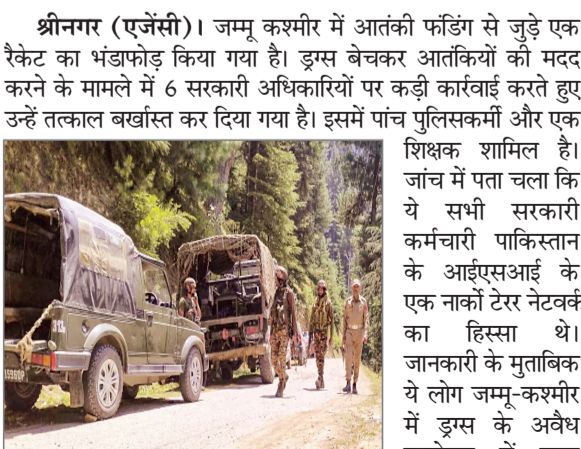 श्रीनगर (एजेंसी)। जम्मू कश्मीर में आतंकी फंडिंग से जुड़े एक
रैकेट का भंडाफोड़ किया गया है। ड्रग्स बेचकर आतंकियों की मदद
करने के मामले में 6 सरकारी अधिकारियों पर कड़ी कार्रवाई करते हुए
उन्हें तत्काल बर्खास्त कर दिया गया है। इसमें पांच पुलिसकर्मी और एक
शिक्षक शामिल है।
जांच में पता चला कि
ये सभी सरकारी
कर्मचारी पाकिस्तान
के आईएसआई के
एक नार्को टेरर नेटवर्क
का हिस्सा थे।
जानकारी के मुताबिक
ये लोग जम्मू-कश्मीर
में ड्रग्स के अवैध